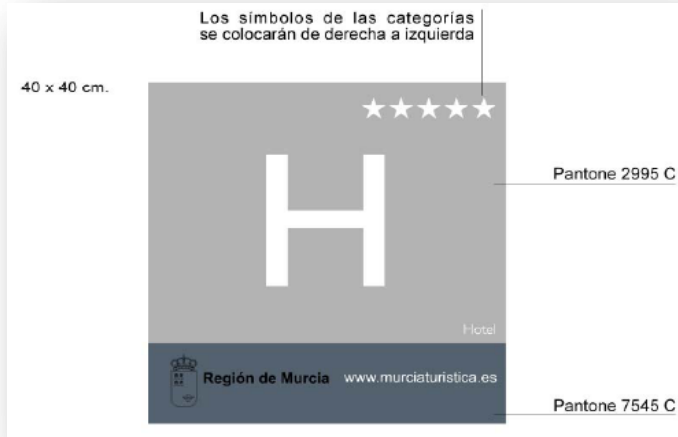 Los símbolos de las categorías
se colocarán de derecha a izquierda
40 x 40 cm.
Pantone 2995 C
H
Hotel
Región de Murcia www.murciaturistica.es
Pantone 7545 C